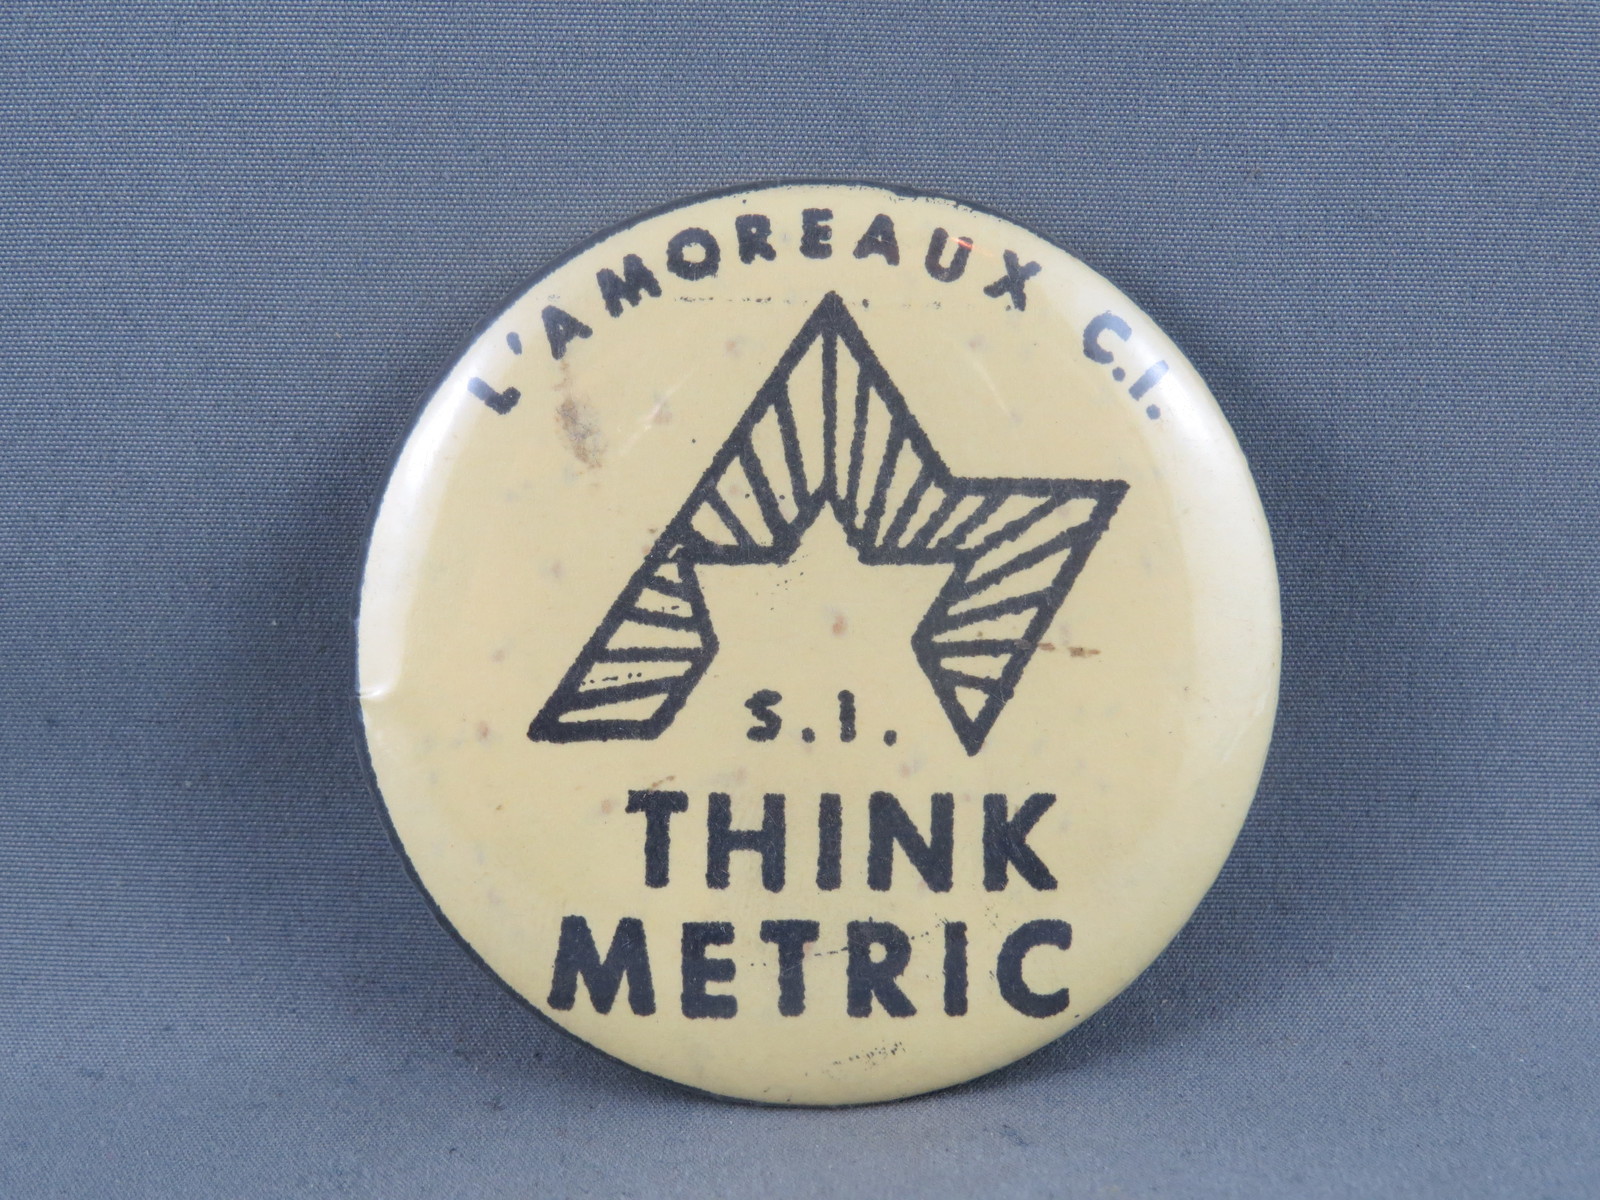 L'AMOREAUX C.I.
S.I.
THINK
METRIC